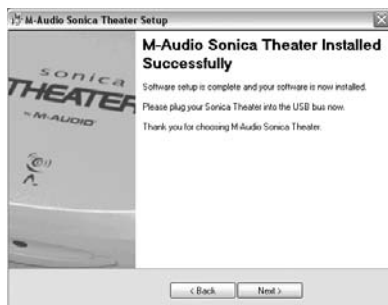 M-Audio Sonica Theater Setup
M-Audio Sonica Theater Installed
Successfully
Software setup is complete and your software is now installed.
Please plug your Sonica Theater into the USB bus now.
Thank you for choosing M-Audio Sonica Theater.
sonica
THEATER
M-AUDIO
< Back
Next >